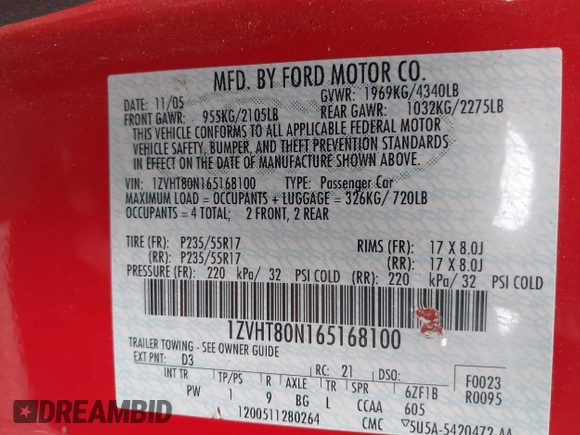 MFD. BY FORD MOTOR CO.
DATE: 11/05 GVWR: 1969KG/4340LB
FRONT GAWR: 955KG/2105LB REAR GAWR: 1032KG/2275LB
THIS VEHICLE CONFORMS TO ALL APPLICABLE FEDERAL MOTOR
VEHICLE SAFETY, BUMPER, AND THEFT PREVENTION STANDARDS
IN EFFECT ON THE DATE OF MANUFACTURE SHOWN ABOVE.
VIN: 1ZVHT80N165168100 TYPE: Passenger Car
MAXIMUM LOAD = OCCUPANTS + LUGGAGE = 326KG/ 720LB
OCCUPANTS = 4 TOTAL; 2 FRONT, 2 REAR
TIRE (FR): P235/55R17 RIMS (FR): 17 X 8.0J
(RR): P235/55R17 (RR): 17 X 8.0J
PRESSURE (FR): 220 kPa/ 32 PSI COLD (RR): 220 kPa/ 32 PSI COLD
1ZVHT80N165168100
TRAILER TOWING - SEE OWNER GUIDE
EXT PNT: D3 RC: 21 DSO: F0023
INT TR TP/PS R AXLE TR SPR 6ZF1B R0095
PW 1 9 BG L CCAA 605
1200511280264 CMC ▽5U5A-5420472-AA
DREAMBID